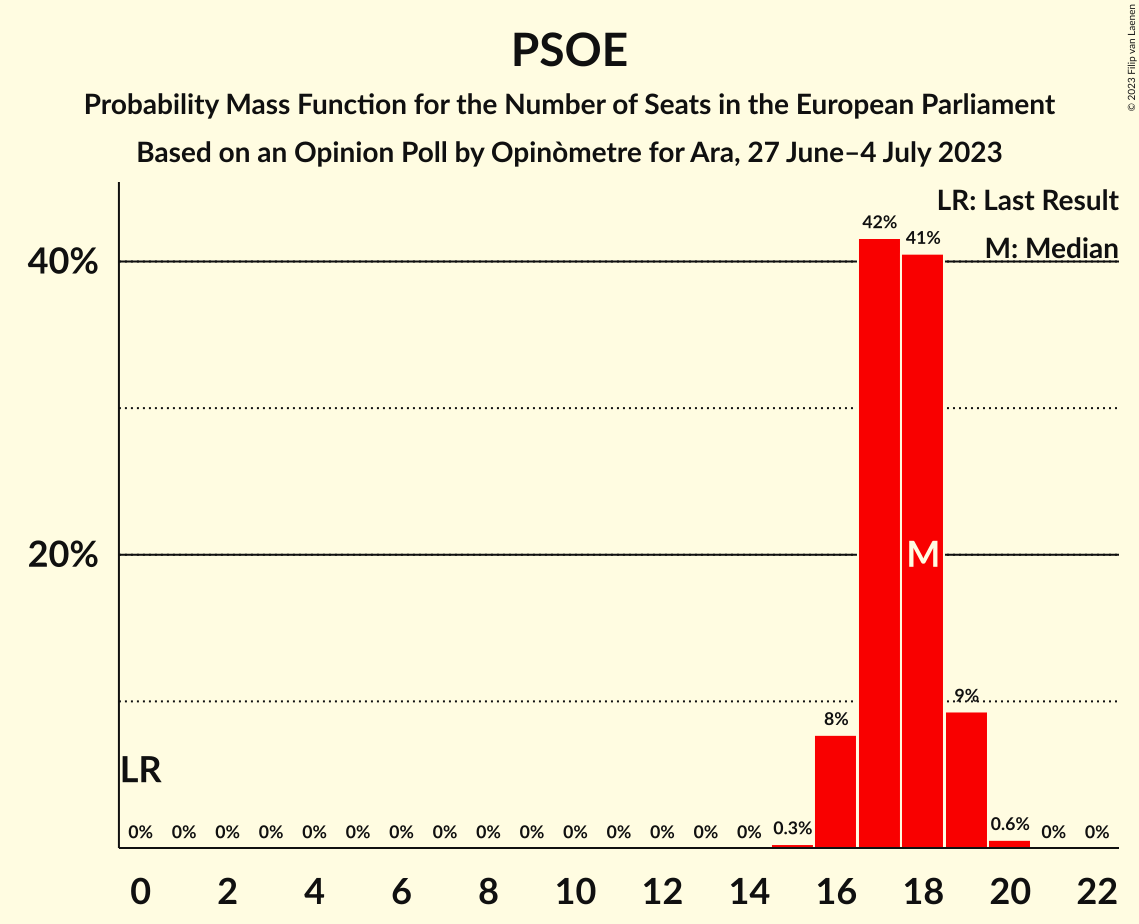 PSOE
Probability Mass Function for the Number of Seats in the European Parliament
Based on an Opinion Poll by Opinòmetre for Ara, 27 June–4 July 2023
© 2023 Filip van Laenen
LR: Last Result
M: Median
40%
20%
42%
41%
M
9%
8%
LR
0% 0% 0% 0% 0% 0% 0% 0% 0% 0% 0% 0% 0% 0% 0% 0.3% 0.6% 0% 0%
0 2 4 6 8 10 12 14 16 18 20 22